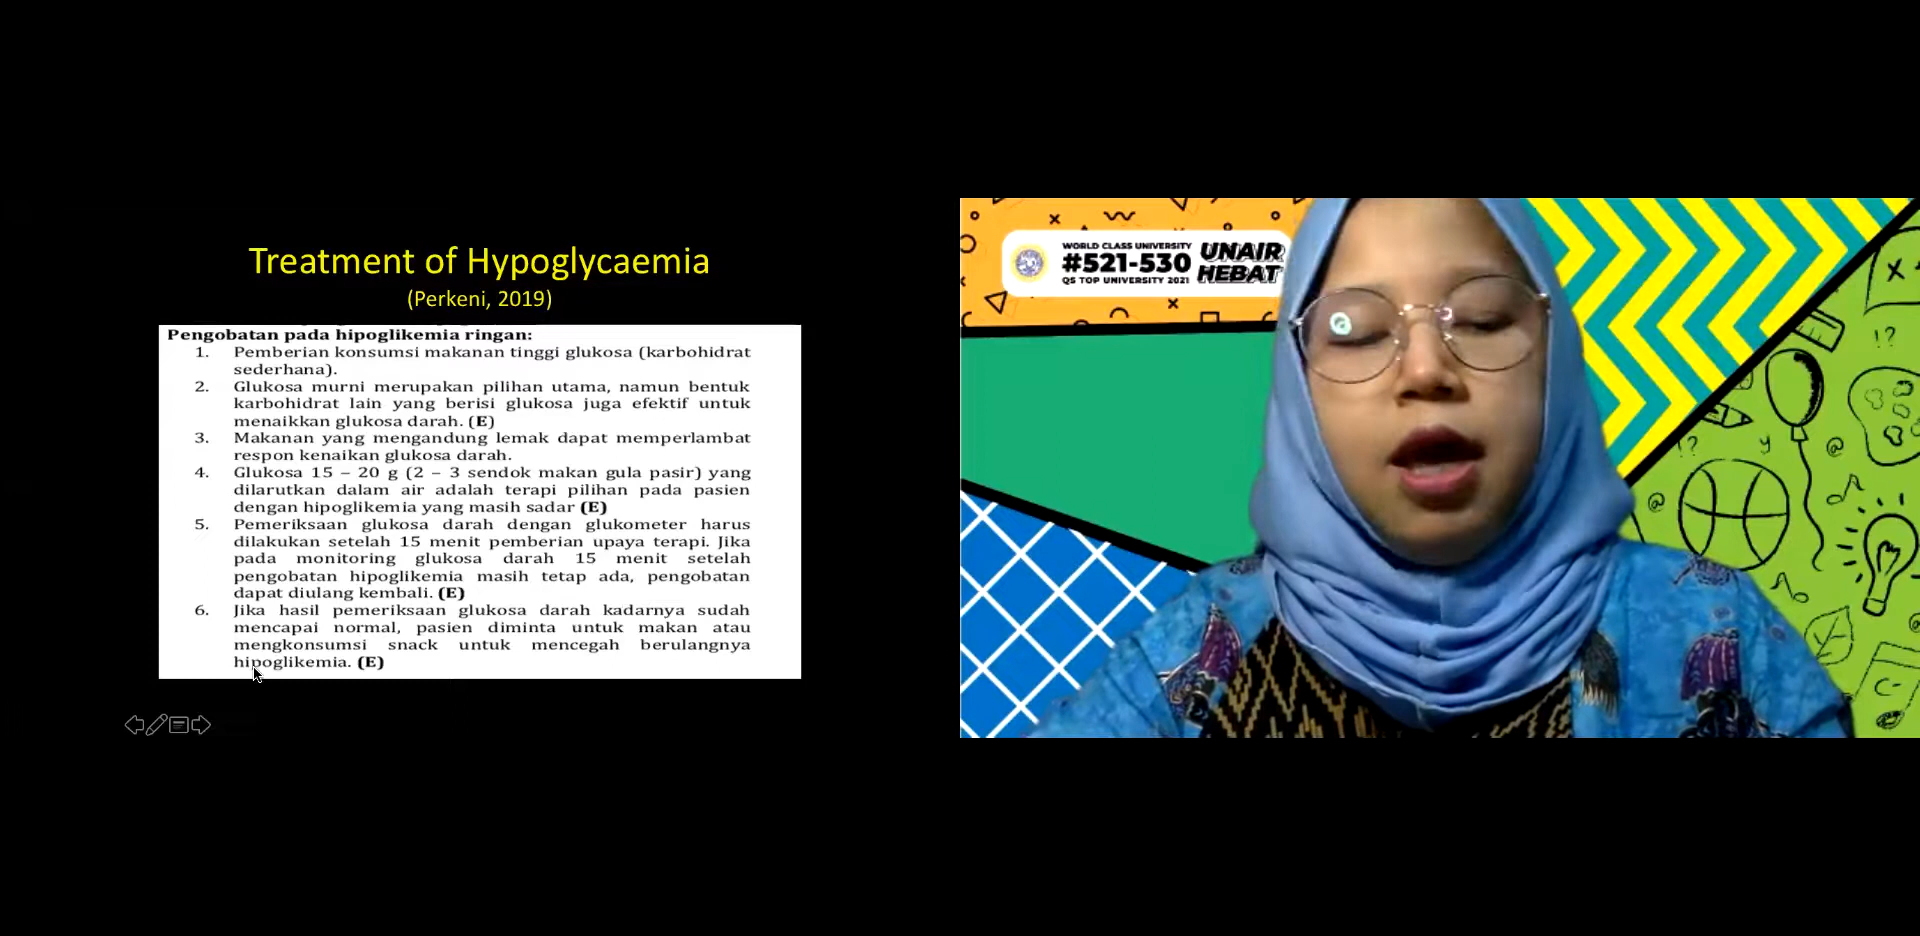 Treatment of Hypoglycaemia
(Perkeni, 2019)
Pengobatan pada hipoglikemia ringan:
1. Pemberian konsumsi makanan tinggi glukosa (karbohidrat
sederhana).
2. Glukosa murni merupakan pilihan utama, namun bentuk
karbohidrat lain yang berisi glukosa juga efektif untuk
menaikkan glukosa darah. (E)
3. Makanan yang mengandung lemak dapat memperlambat
respon kenaikan glukosa darah.
4. Glukosa 15 – 20 g (2 – 3 sendok makan gula pasir) yang
dilarutkan dalam air adalah terapi pilihan pada pasien
dengan hipoglikemia yang masih sadar (E)
5. Pemeriksaan glukosa darah dengan glukometer harus
dilakukan setelah 15 menit pemberian upaya terapi. Jika
pada monitoring glukosa darah 15 menit setelah
pengobatan hipoglikemia masih tetap ada, pengobatan
dapat diulang kembali. (E)
6. Jika hasil pemeriksaan glukosa darah kadarnya sudah
mencapai normal, pasien diminta untuk makan atau
mengkonsumsi snack untuk mencegah berulangnya
hipoglikemia. (E)
WORLD CLASS UNIVERSITY
#521-530
QS TOP UNIVERSITY 2021
UNAIR
HEBAT